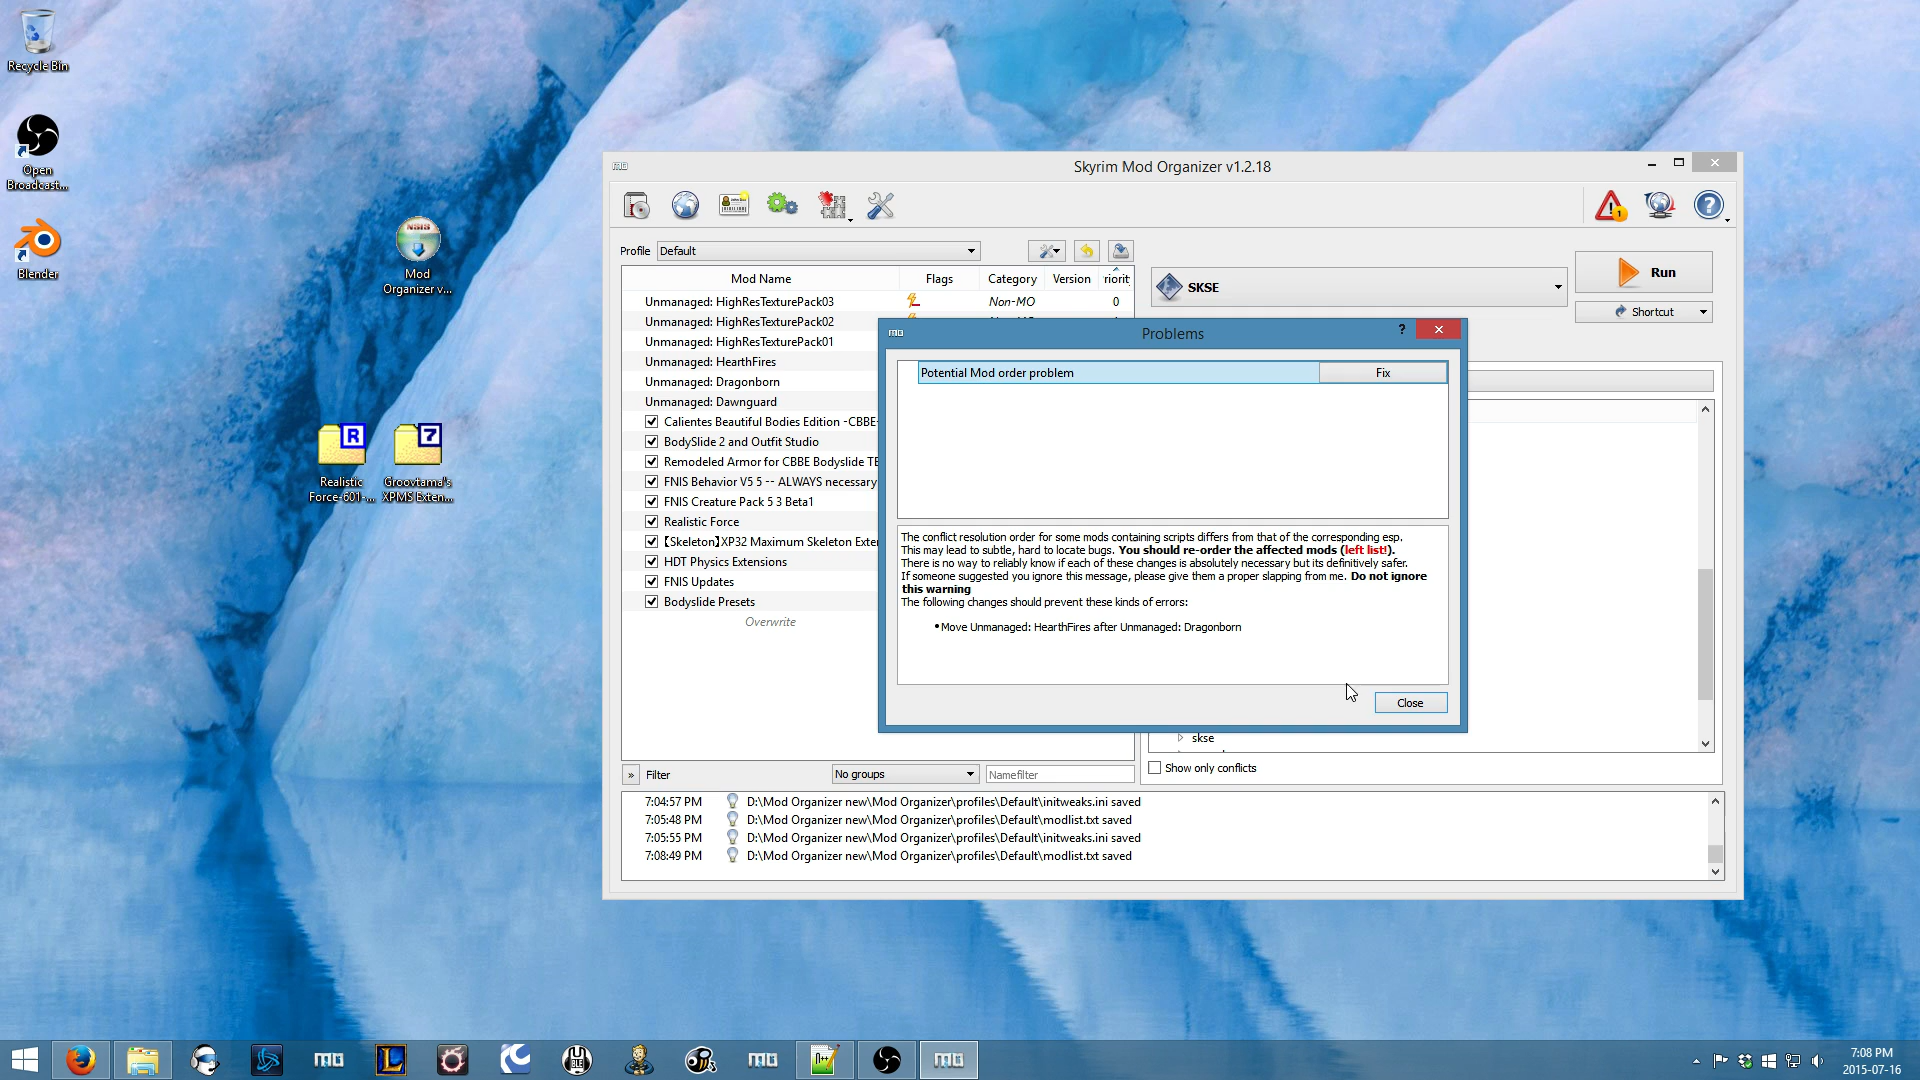 Recycle Bin
Open
Broadcast...
Blender
Mod
Organizer v...
Realistic
Force-601-...
Groovtama's
XPMS Exten...
Skyrim Mod Organizer v1.2.18
Profile
Default
Mod Name
Flags
Category
Version
riorit
Unmanaged: HighResTexturePack03
Non-MO
0
Unmanaged: HighResTexturePack02
Unmanaged: HighResTexturePack01
Unmanaged: HearthFires
Unmanaged: Dragonborn
Unmanaged: Dawnguard
Calientes Beautiful Bodies Edition -CBBE-
BodySlide 2 and Outfit Studio
Remodeled Armor for CBBE Bodyslide TB
FNIS Behavior V5 5 -- ALWAYS necessary
FNIS Creature Pack 5 3 Beta1
Realistic Force
【Skeleton】XP32 Maximum Skeleton Exten
HDT Physics Extensions
FNIS Updates
Bodyslide Presets
Overwrite
SKSE
Run
Shortcut
Problems
?
Potential Mod order problem
Fix
The conflict resolution order for some mods containing scripts differs from that of the corresponding esp.
This may lead to subtle, hard to locate bugs. You should re-order the affected mods (left list!).
There is no way to reliably know if each of these changes is absolutely necessary but its definitively safer.
If someone suggested you ignore this message, please give them a proper slapping from me. Do not ignore
this warning
The following changes should prevent these kinds of errors:
•Move Unmanaged: HearthFires after Unmanaged: Dragonborn
Close
skse
Show only conflicts
» Filter
No groups
Namefilter
7:04:57 PM D:\Mod Organizer new\Mod Organizer\profiles\Default\initweaks.ini saved
7:05:48 PM D:\Mod Organizer new\Mod Organizer\profiles\Default\modlist.txt saved
7:05:55 PM D:\Mod Organizer new\Mod Organizer\profiles\Default\initweaks.ini saved
7:08:49 PM D:\Mod Organizer new\Mod Organizer\profiles\Default\modlist.txt saved
7:08 PM
2015-07-16